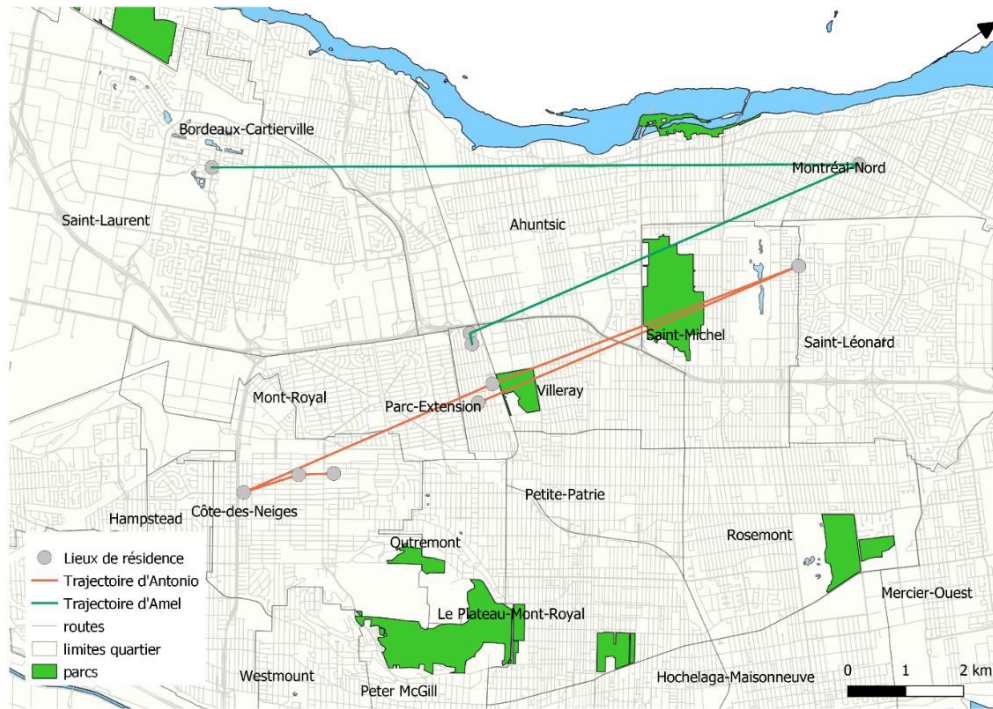 Bordeaux-Cartierville
Montréal-Nord
Saint-Laurent
Ahuntsic
Saint-Michel
Saint-Léonard
Mont-Royal
Villeray
Parc-Extension
Petite-Patrie
Côte-des-Neiges
Hampstead
Outremont
Rosemont
Mercier-Ouest
Le Plateau-Mont-Royal
Westmount
Peter McGill
Hochelaga-Maisonneuve
Lieux de résidence
Trajectoire d'Antonio
Trajectoire d'Amel
routes
limites quartier
parcs
0 1 2 km